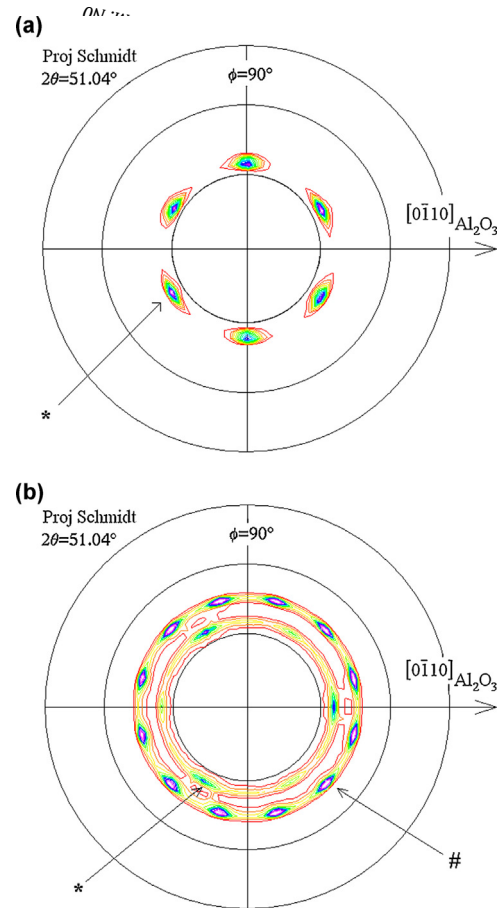 (a)
Proj Schmidt
2θ=51.04°
ϕ=90°
[01̄10]Al₂O₃
*
(b)
Proj Schmidt
2θ=51.04°
ϕ=90°
[01̄10]Al₂O₃
*
#